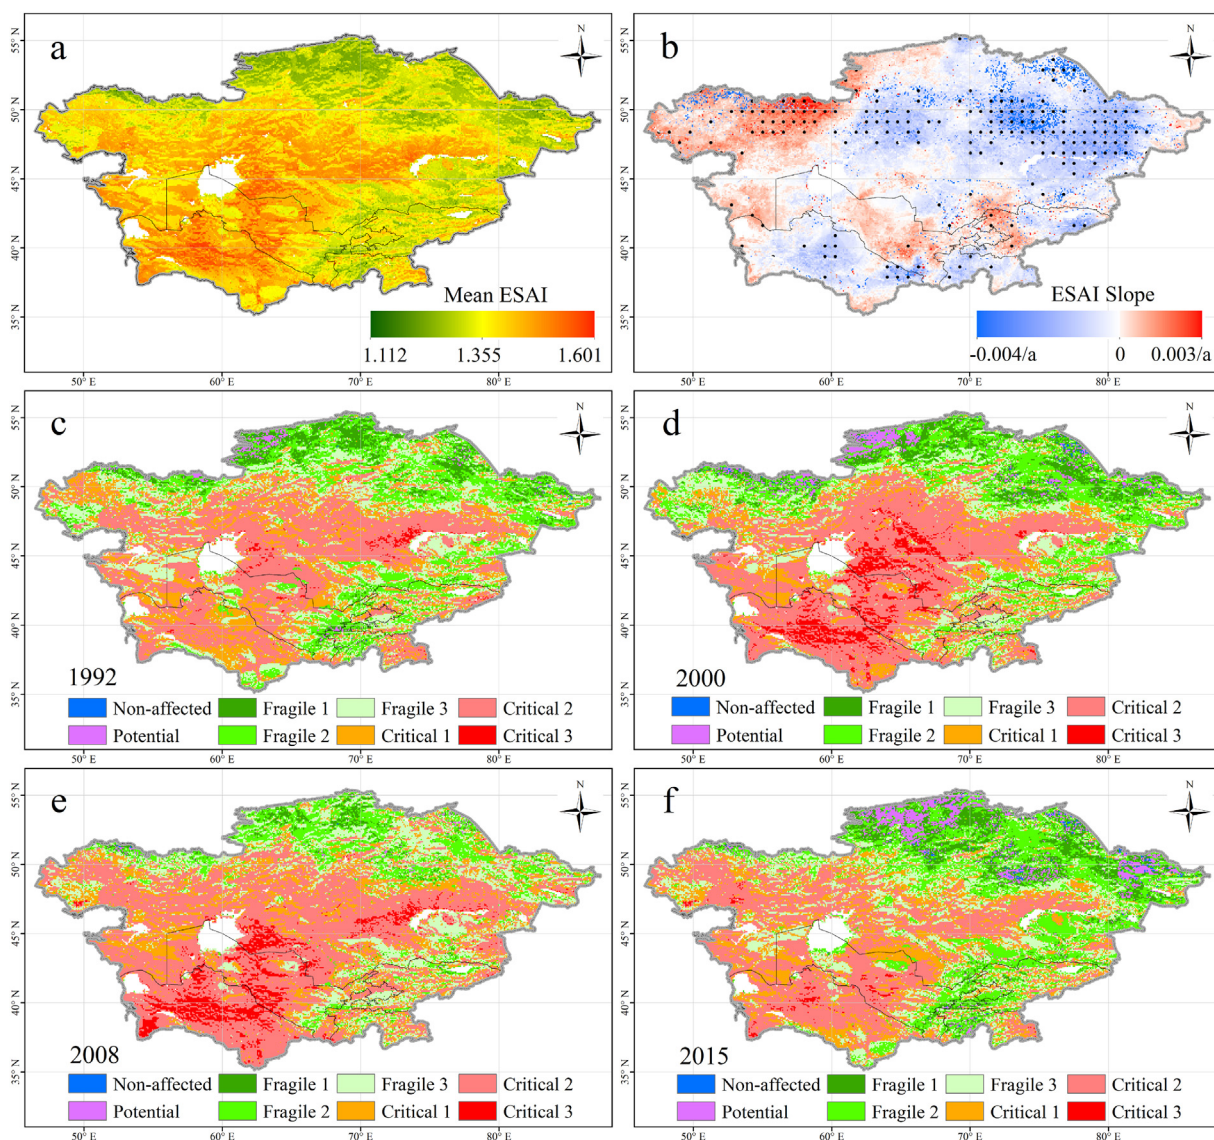 a
N
55° N
50° N
45° N
40° N
35° N
Mean ESAI
1.112 1.355 1.601
50° E 60° E 70° E 80° E
b
N
55° N
50° N
45° N
40° N
35° N
ESAI Slope
-0.004/a 0 0.003/a
50° E 60° E 70° E 80° E
c
N
55° N
50° N
45° N
40° N
35° N
1992
Non-affected Fragile 1 Fragile 3 Critical 2
Potential Fragile 2 Critical 1 Critical 3
50° E 60° E 70° E 80° E
d
N
55° N
50° N
45° N
40° N
35° N
2000
Non-affected Fragile 1 Fragile 3 Critical 2
Potential Fragile 2 Critical 1 Critical 3
50° E 60° E 70° E 80° E
e
N
55° N
50° N
45° N
40° N
35° N
2008
Non-affected Fragile 1 Fragile 3 Critical 2
Potential Fragile 2 Critical 1 Critical 3
50° E 60° E 70° E 80° E
f
N
55° N
50° N
45° N
40° N
35° N
2015
Non-affected Fragile 1 Fragile 3 Critical 2
Potential Fragile 2 Critical 1 Critical 3
50° E 60° E 70° E 80° E